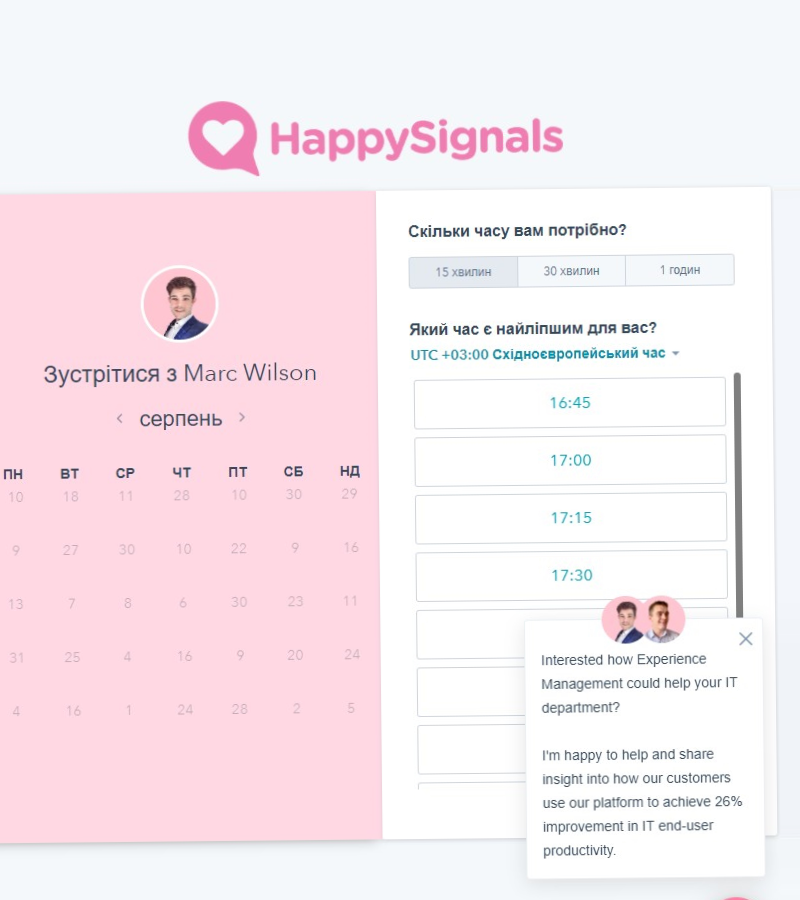 HappySignals
Зустрітися з Marc Wilson
серпень
ПН ВТ СР ЧТ ПТ СБ НД
10 18 11 28 10 30 29
9 27 30 10 22 9 16
13 7 8 6 30 23 11
31 25 4 16 9 20 24
4 16 1 24 28 2 5
Скільки часу вам потрібно?
15 хвилин 30 хвилин 1 годин
Який час є найліпшим для вас?
UTC +03:00 Східноєвропейський час
16:45
17:00
17:15
17:30
Interested how Experience
Management could help your IT
department?
I'm happy to help and share
insight into how our customers
use our platform to achieve 26%
improvement in IT end-user
productivity.